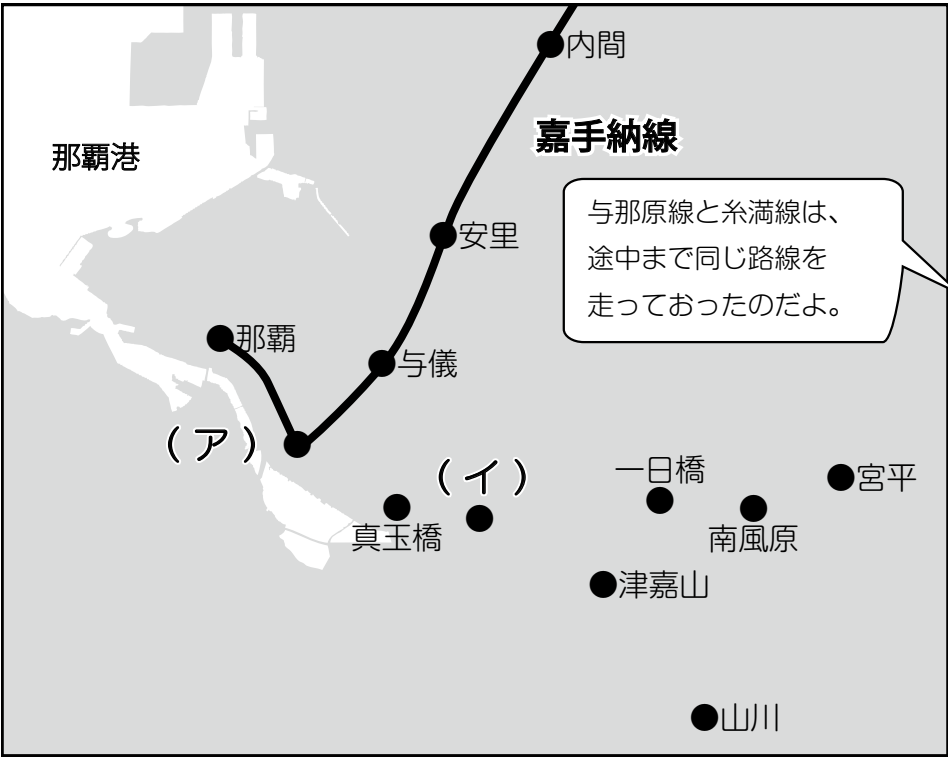 内間
嘉手納線
那覇港
与那原線と糸満線は、
途中まで同じ路線を
走っておったのだよ。
安里
那覇
与儀
（ア）
（イ）
一日橋
宮平
真玉橋
南風原
津嘉山
山川